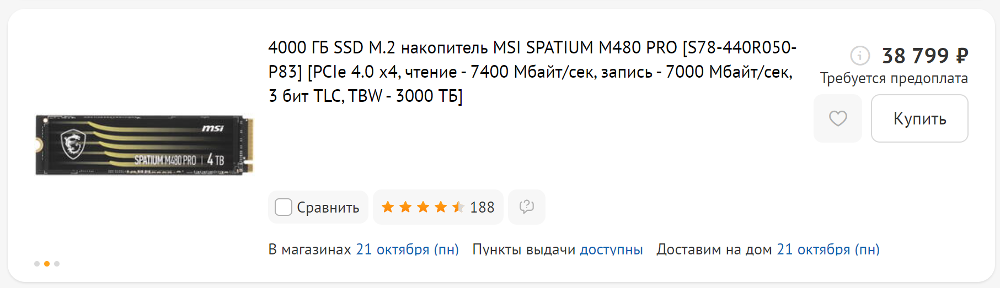 4000 ГБ SSD M.2 накопитель MSI SPATIUM M480 PRO [S78-440R050-
P83] [PCIe 4.0 x4, чтение - 7400 Мбайт/сек, запись - 7000 Мбайт/сек,
3 бит TLC, TBW - 3000 ТБ]
38 799 ₽
Требуется предоплата
Купить
msi
SPATIUM M480 PRO | 4 TB
Сравнить
188
В магазинах 21 октября (пн) Пункты выдачи доступны Доставим на дом 21 октября (пн)